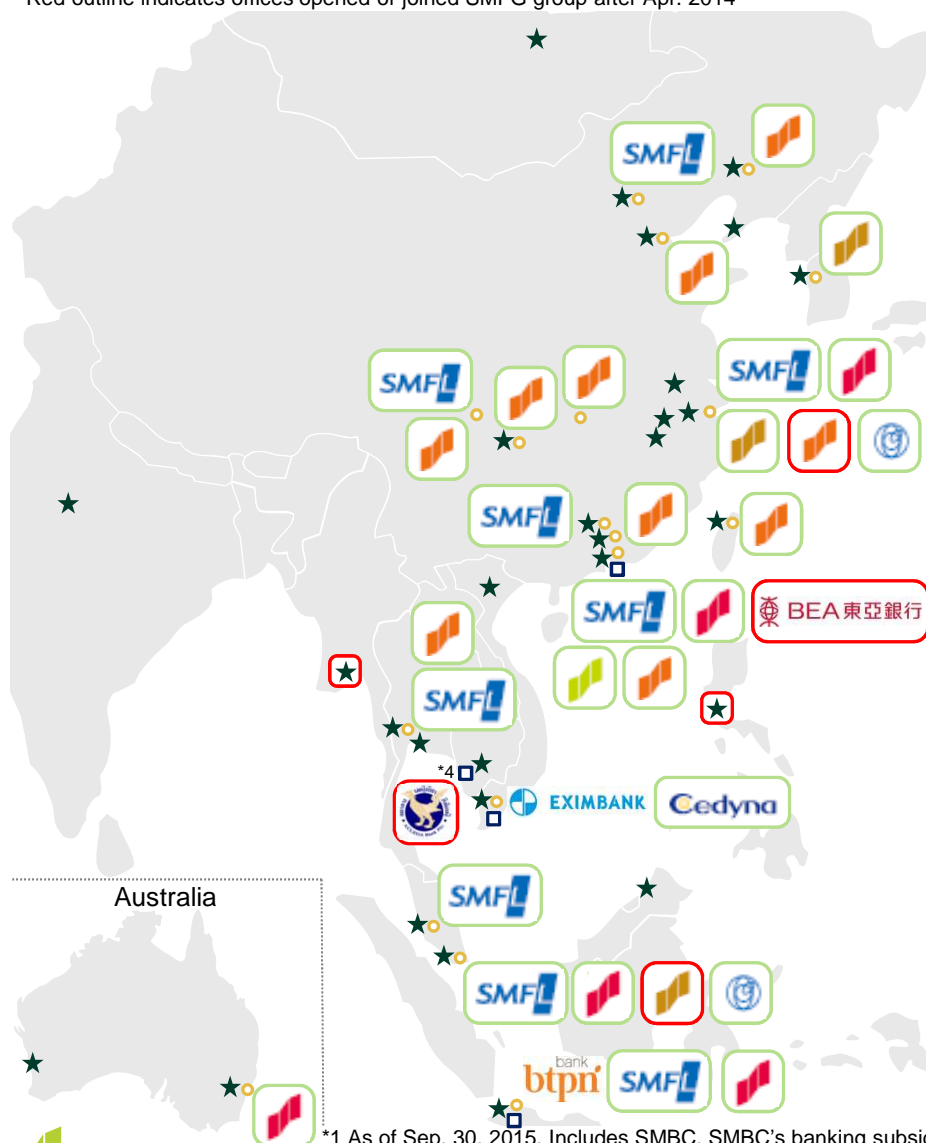 Red outline indicates offices opened or joined SMFG group after Apr. 2014
SMFL
SMFL
SMFL
SMFL
SMFL
BEA東亞銀行
SMFL
*4
EXIMBANK
Cedyna
Australia
SMFL
SMFL
bank
btpn
SMFL
*1 As of Sep. 30, 2015. Includes SMBC, SMBC's banking subsid